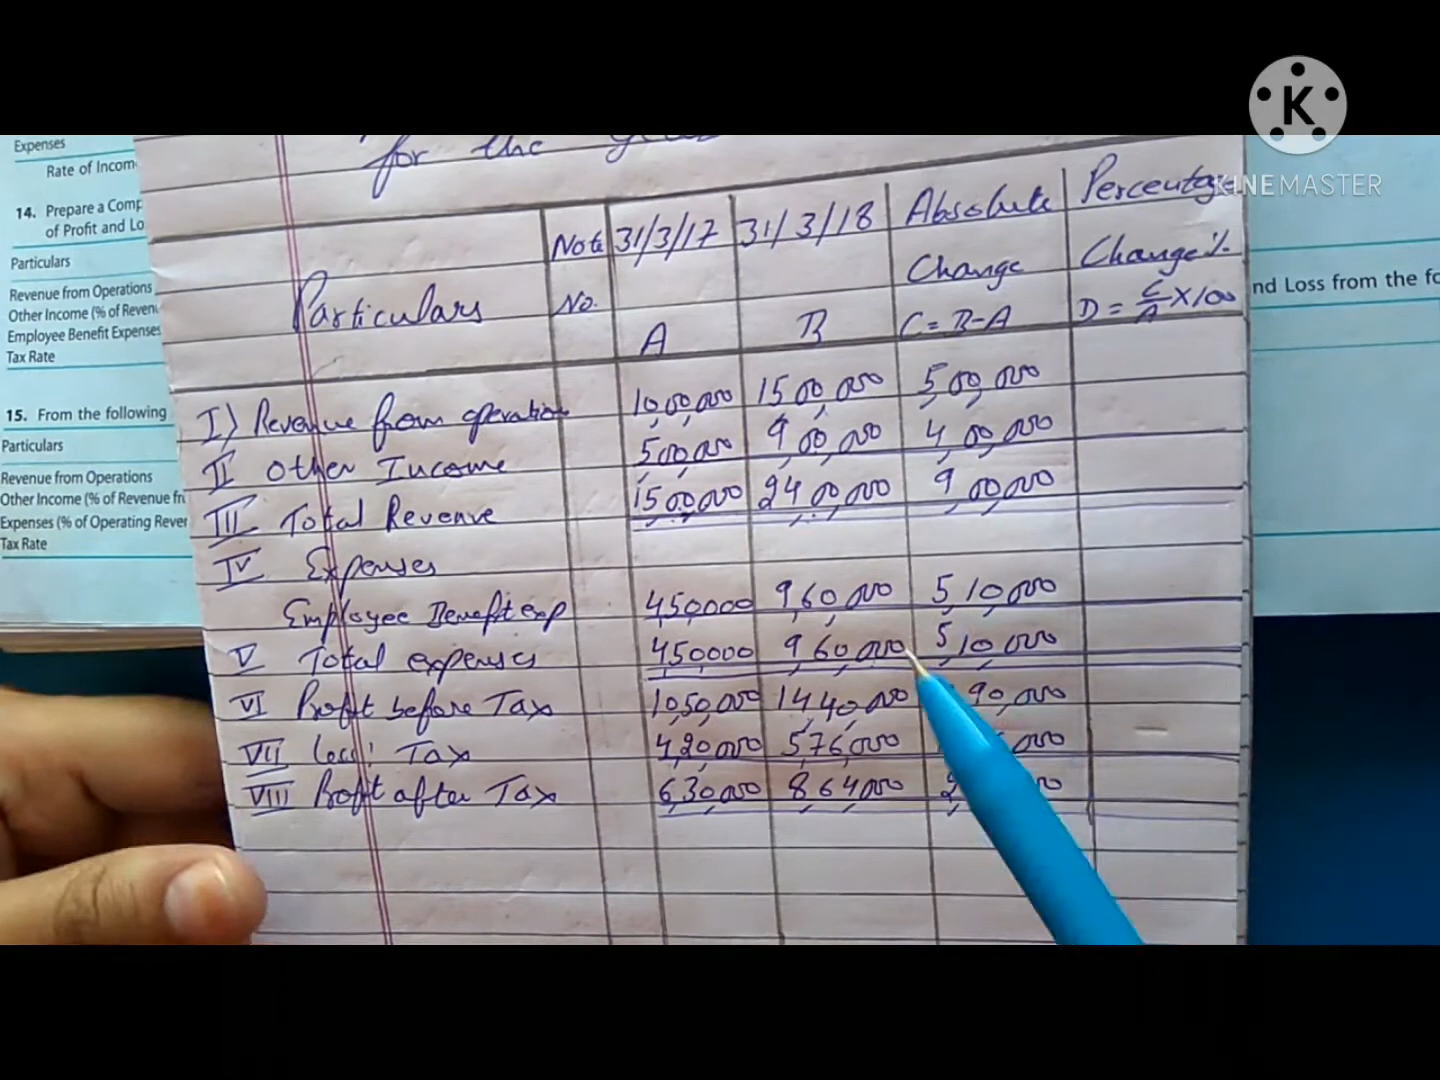 K
KINEMASTER
Expenses
Rate of Incom
14. Prepare a Comp
of Profit and Lo
Particulars
Revenue from Operations
Other Income (% of Reven
Employee Benefit Expenses
Tax Rate
15. From the following
Particulars
Revenue from Operations
Other Income (% of Revenue fr
Expenses (% of Operating Rever
Tax Rate
nd Loss from the fo
for the
Particulars Note No. 31/3/17 A 31/3/18 B Absolute Change C = B-A Percentage Change % D = C/A X 100
I) Revenue from operation 10,00,000 15,00,000 5,00,000
II Other Income 5,00,000 9,00,000 4,00,000
III Total Revenue 15,00,000 24,00,000 9,00,000
IV Expenses
Employee Benefit exp 4,50,000 9,60,000 5,10,000
V Total expenses 4,50,000 9,60,000 5,10,000
VI Profit before Tax 10,50,000 14,40,000 90,000
VII Less: Tax 4,20,000 5,76,000
VIII Profit after Tax 6,30,000 8,64,000